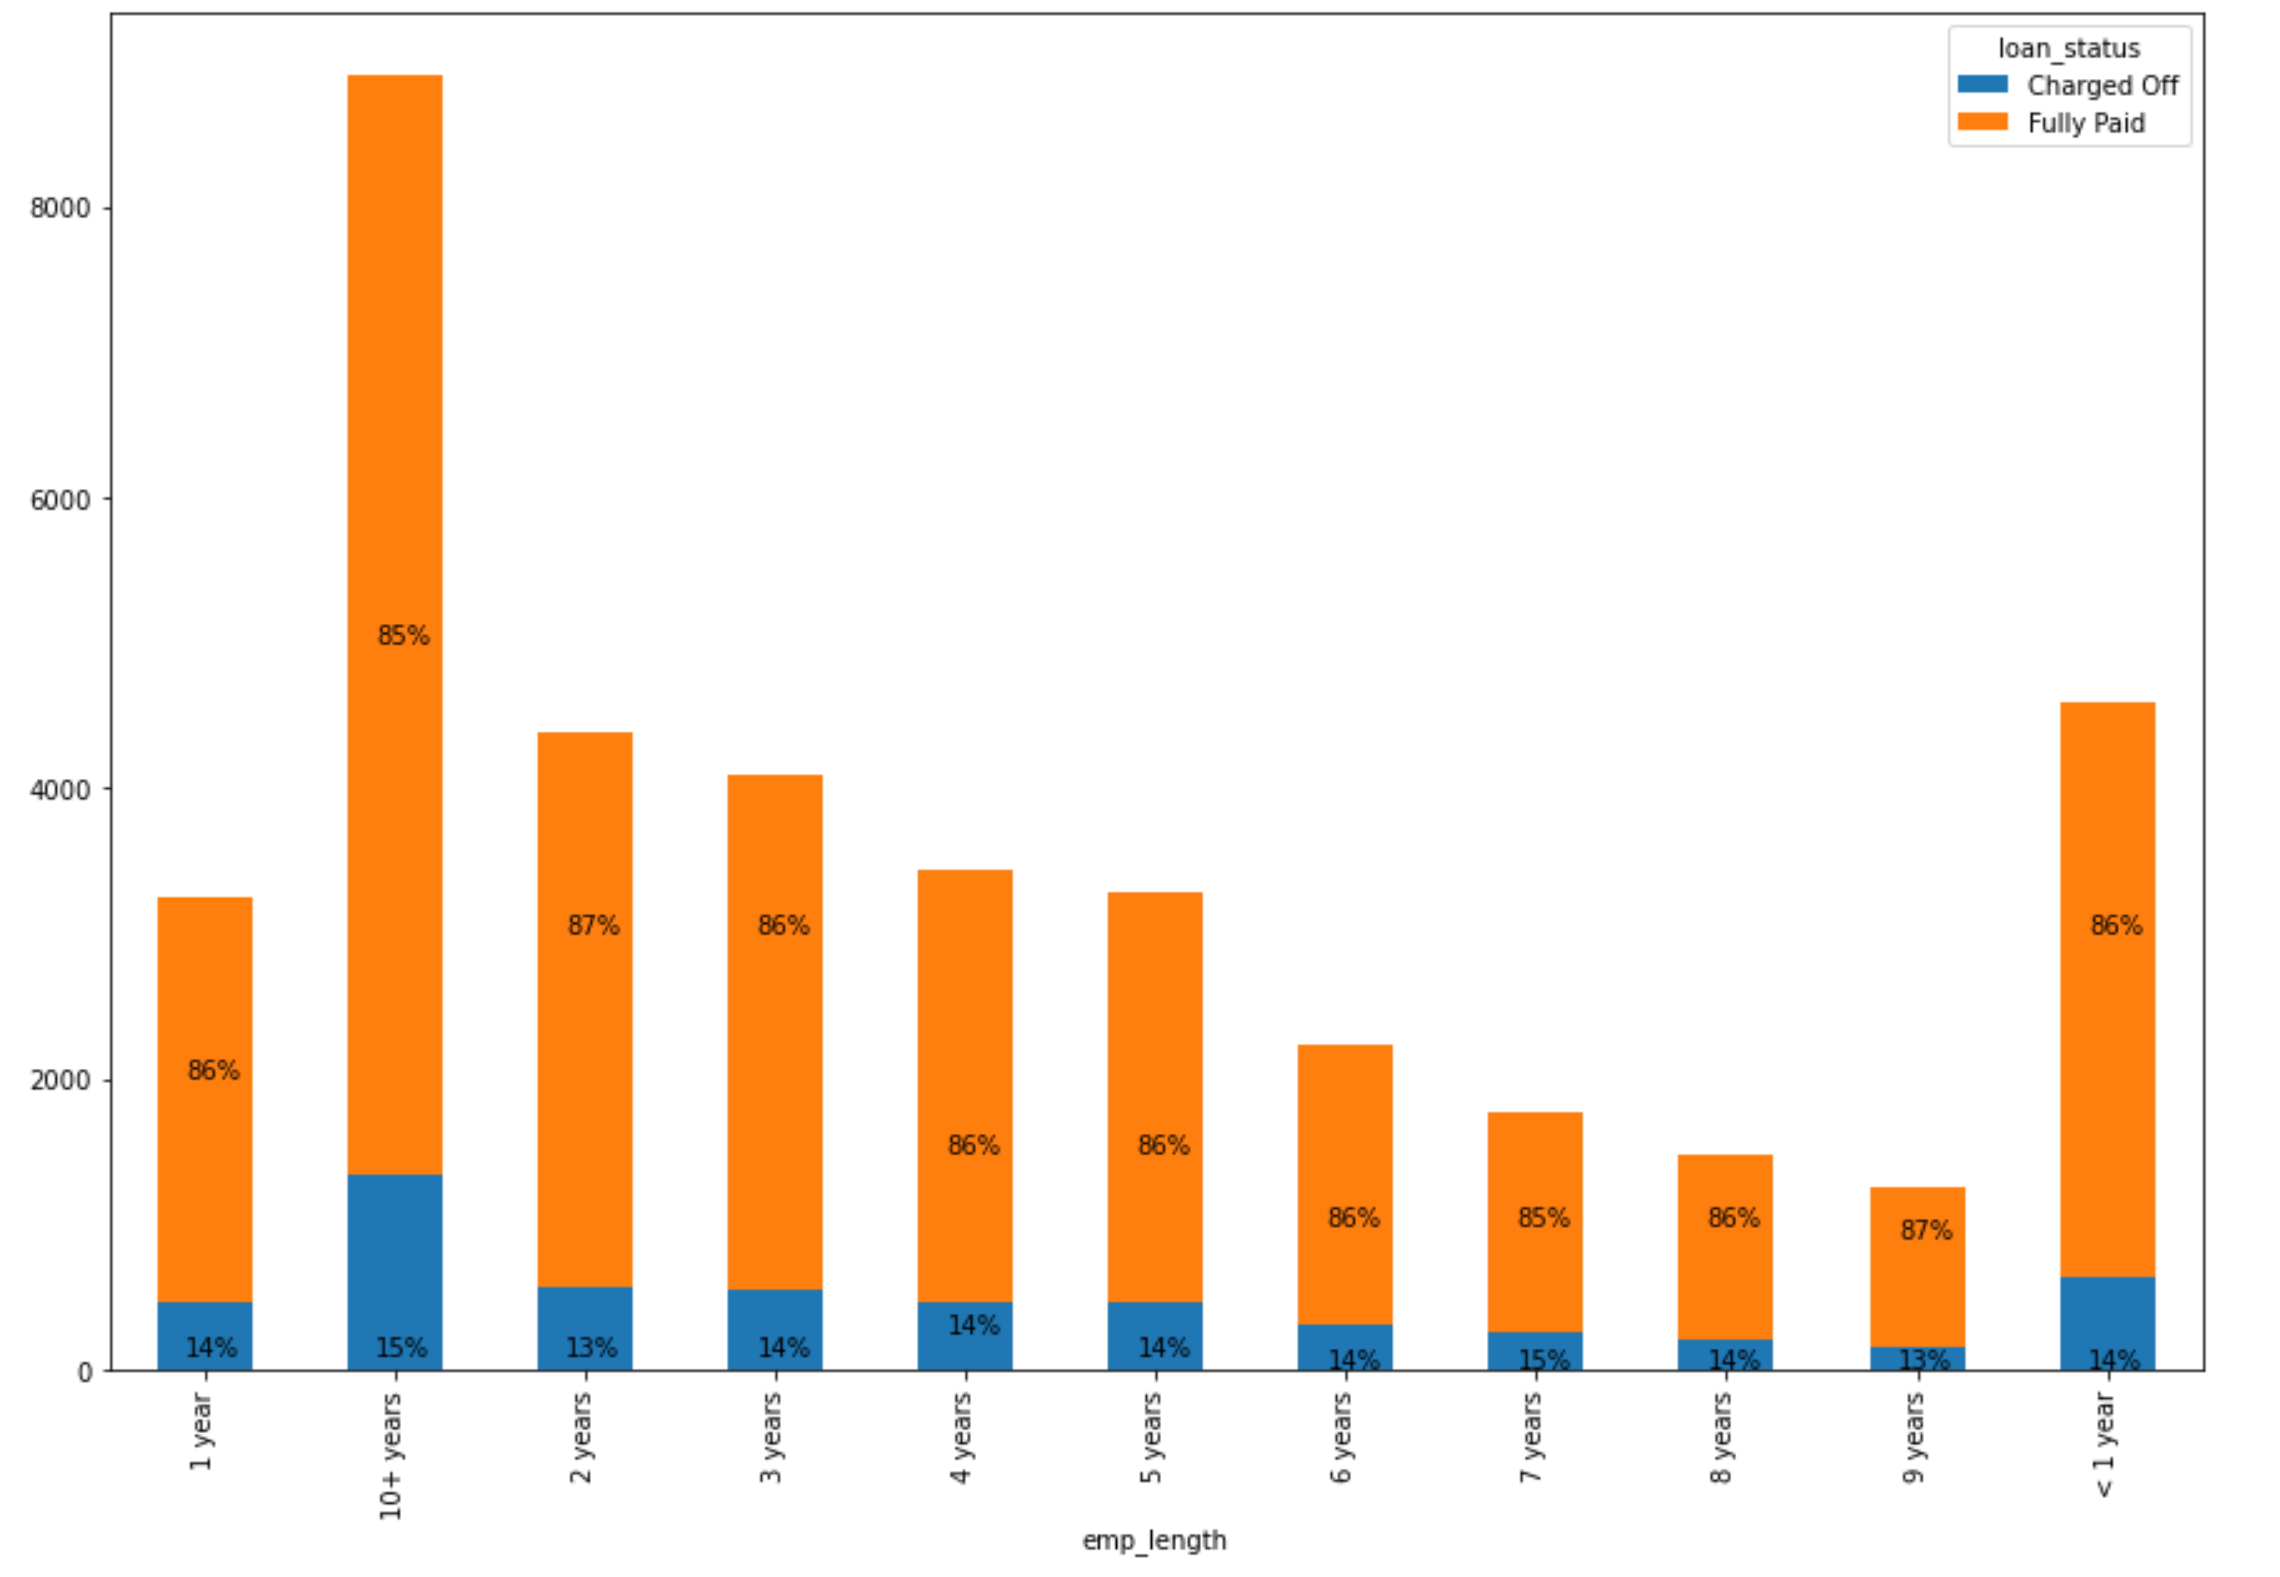 loan_status
Charged Off
Fully Paid
8000
6000
4000
2000
0
85%
87%
86%
86%
86%
86%
86%
86%
85%
86%
87%
14%
15%
13%
14%
14%
14%
14%
15%
14%
13%
14%
1 year
10+ years
2 years
3 years
4 years
5 years
6 years
7 years
8 years
9 years
< 1 year
emp_length